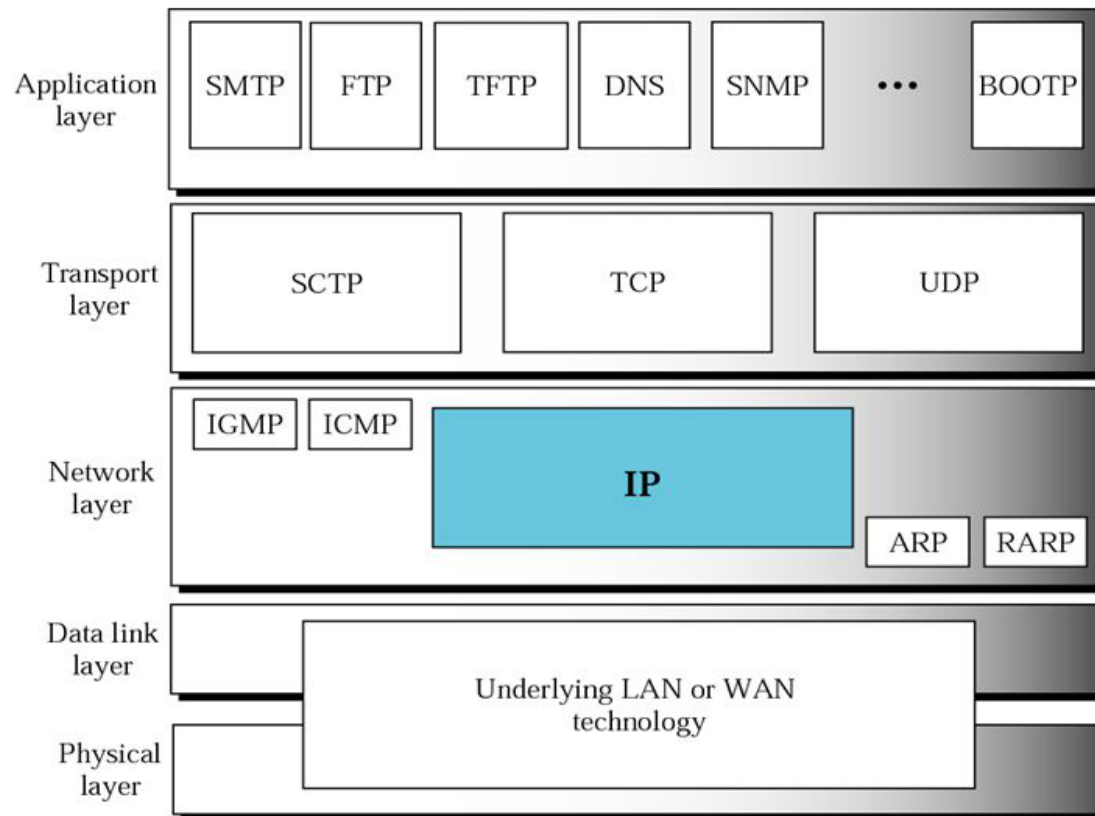 Application
layer
SMTP FTP TFTP DNS SNMP ••• BOOTP
Transport
layer
SCTP TCP UDP
Network
layer
IGMP ICMP
IP
ARP RARP
Data link
layer
Underlying LAN or WAN
technology
Physical
layer